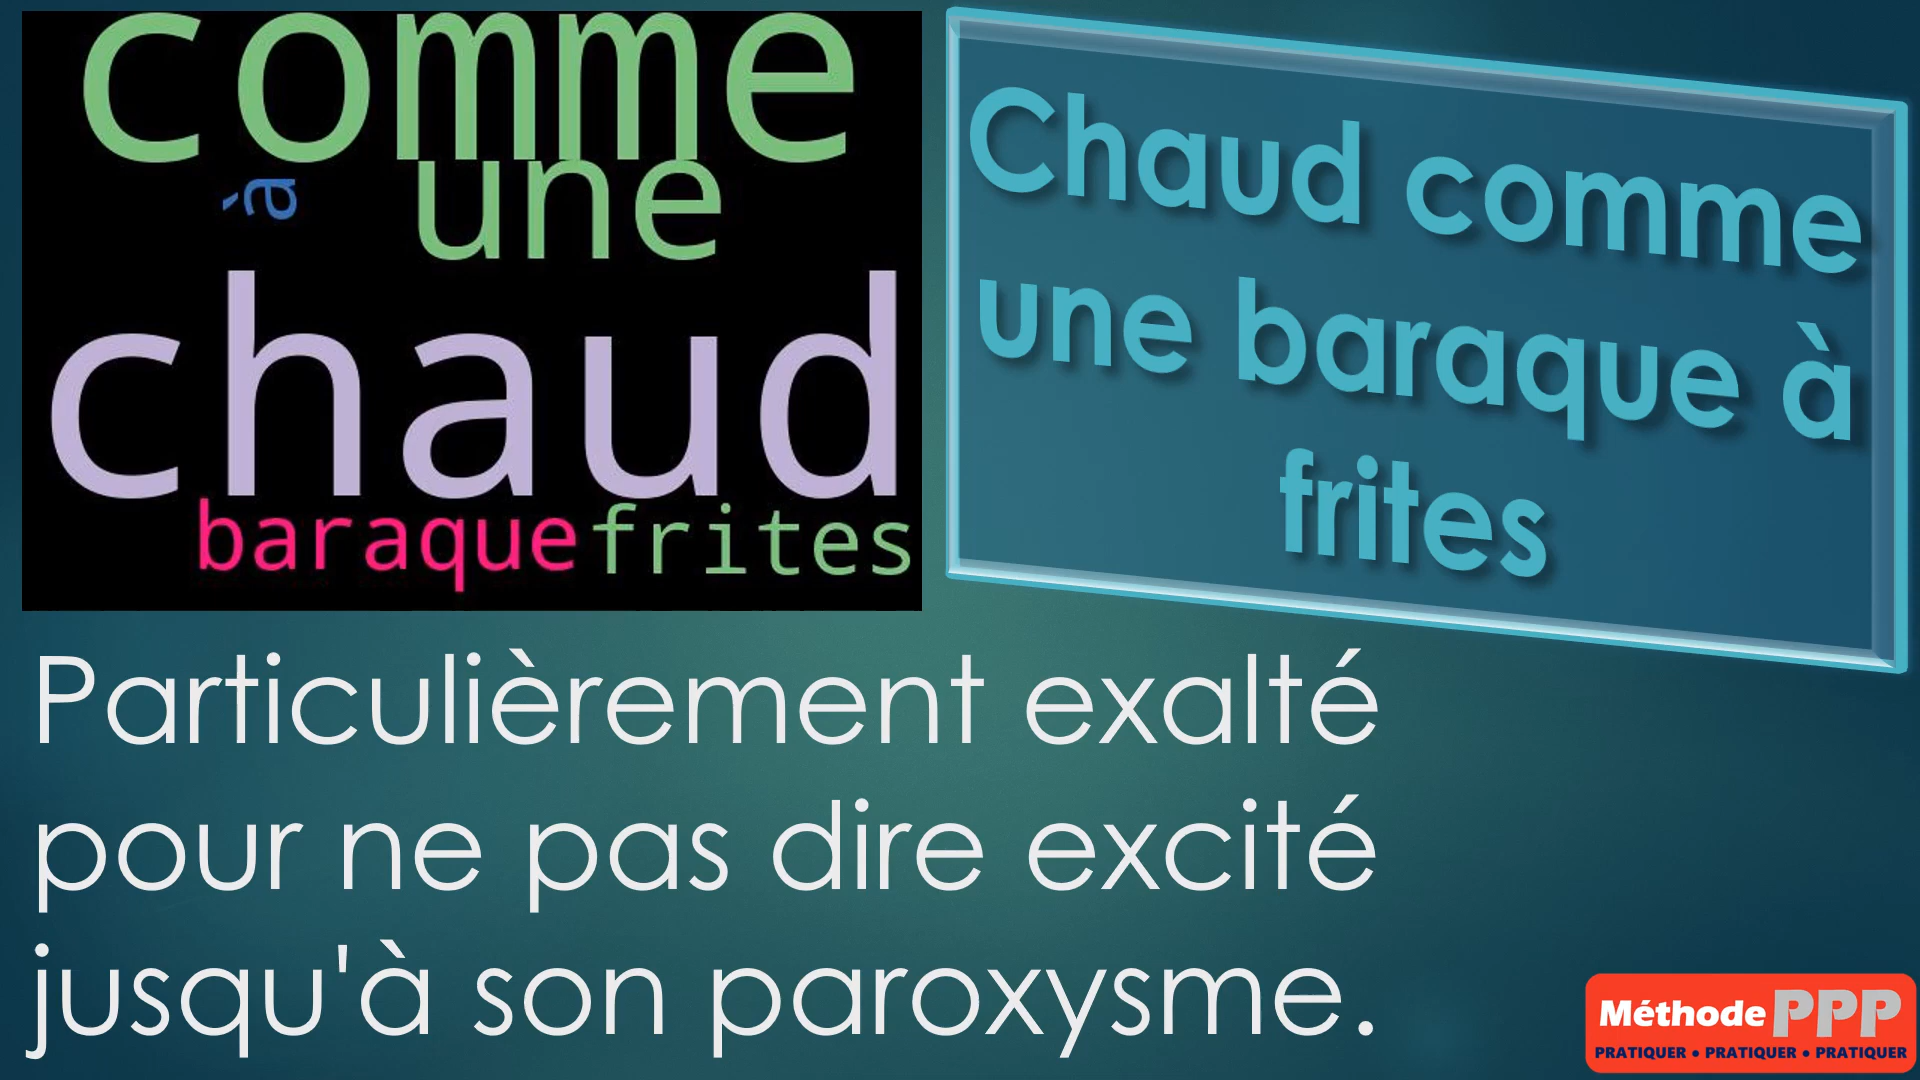 comme
à une
chaud
baraque frites
Chaud comme
une baraque à
frites
Particulièrement exalté
pour ne pas dire excité
jusqu'à son paroxysme.
Méthode PPP
PRATIQUER • PRATIQUER • PRATIQUER